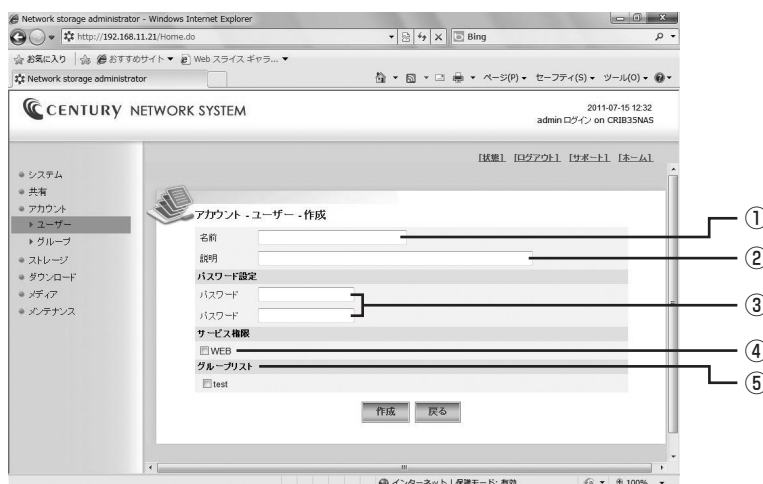 Network storage administrator - Windows Internet Explorer
http://192.168.11.21/Home.do
Bing
お気に入り
おすすめサイト ▼
Web スライス ギャラ... ▼
Network storage administrator
ページ(P) ▼ セーフティ(S) ▼ ツール(O) ▼
CENTURY NETWORK SYSTEM
2011-07-15 12:32
admin ログイン on CRIB35NAS
[状態] [ログアウト] [サポート] [ホーム]
システム
共有
アカウント
ユーザー
グループ
ストレージ
ダウンロード
メディア
メンテナンス
アカウント - ユーザー - 作成
名前
①
説明
②
パスワード設定
パスワード
パスワード
③
サービス権限
WEB
④
グループリスト
⑤
test
作成 戻る
インターネット | 保護モード: 有効
100%